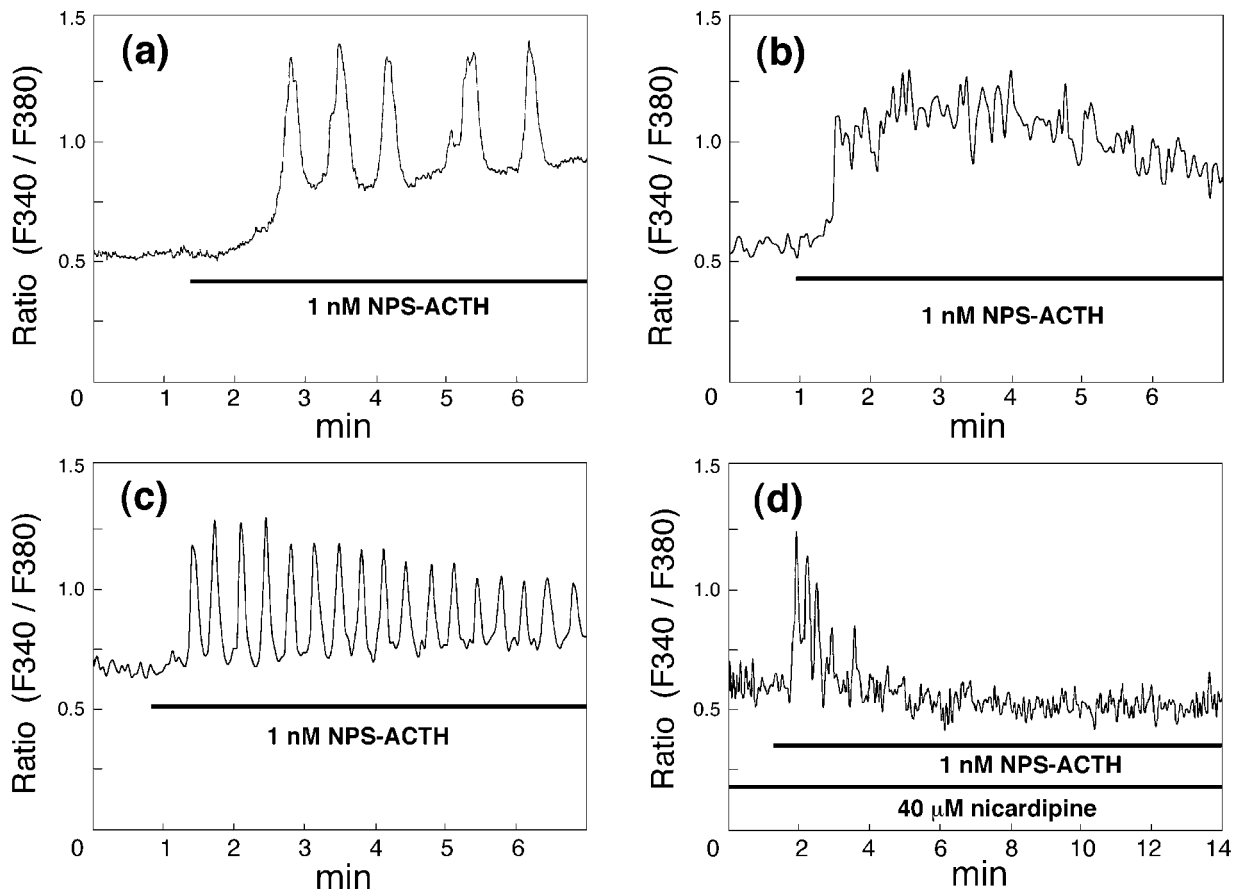 (a)
Ratio (F340 / F380)
1.5
1.0
0.5
0
1 nM NPS-ACTH
1 2 3 4 5 6
min
(b)
Ratio (F340 / F380)
1.5
1.0
0.5
0
1 nM NPS-ACTH
1 2 3 4 5 6
min
(c)
Ratio (F340 / F380)
1.5
1.0
0.5
0
1 nM NPS-ACTH
1 2 3 4 5 6
min
(d)
Ratio (F340 / F380)
1.5
1.0
0.5
0
1 nM NPS-ACTH
40 μM nicardipine
2 4 6 8 10 12 14
min